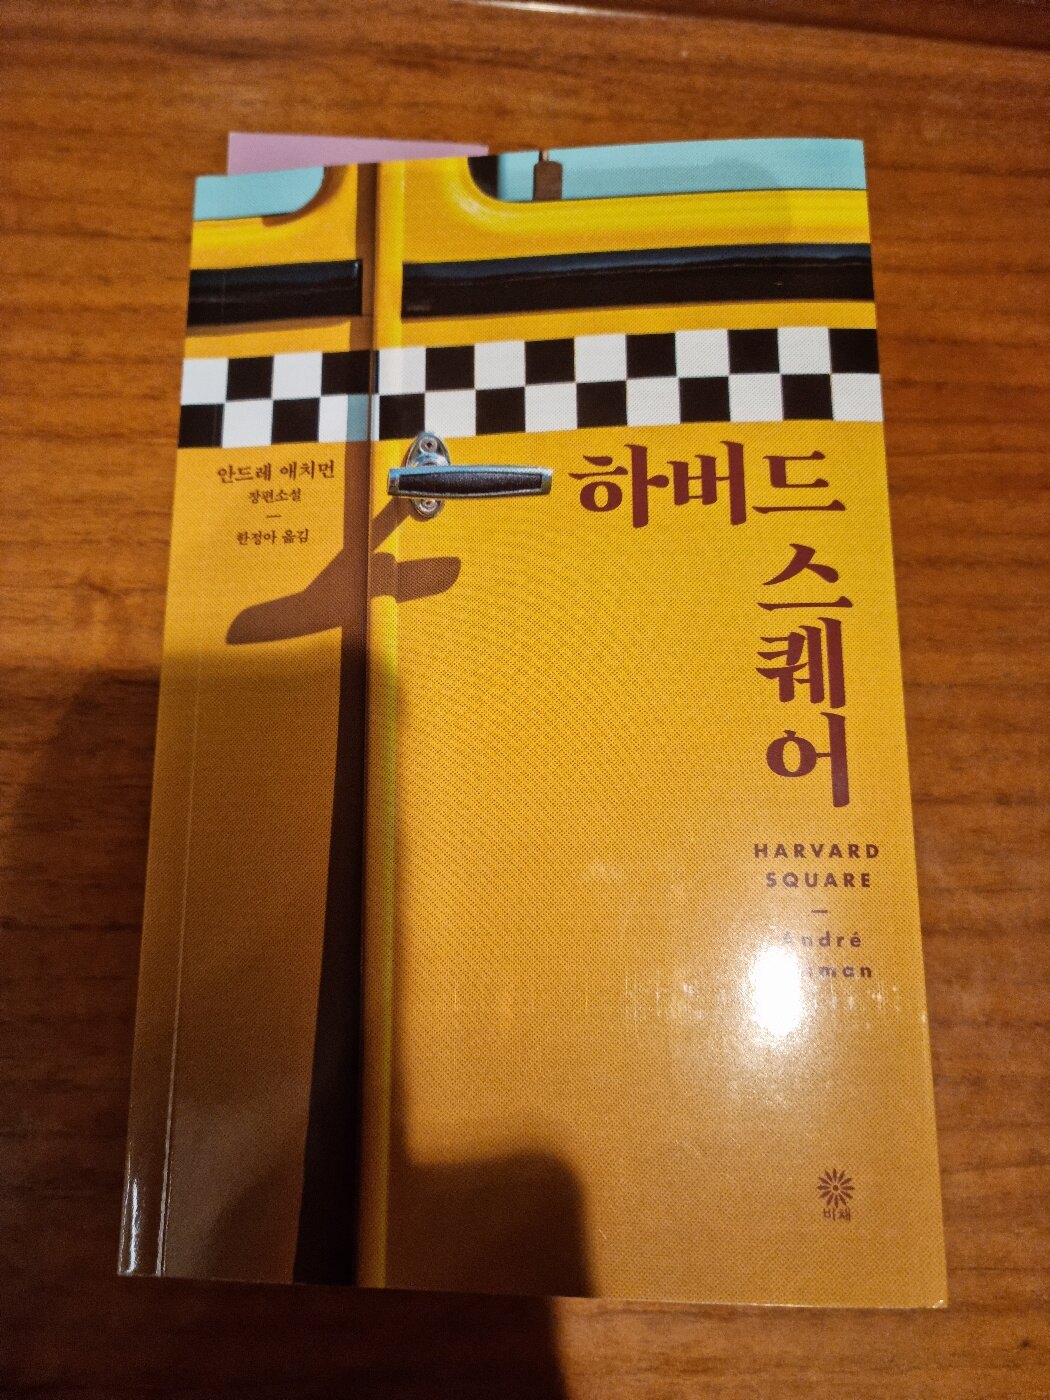 안드레 애치먼
장편소설
한정아 옮김
하버드
스퀘어
HARVARD
SQUARE
André
비채